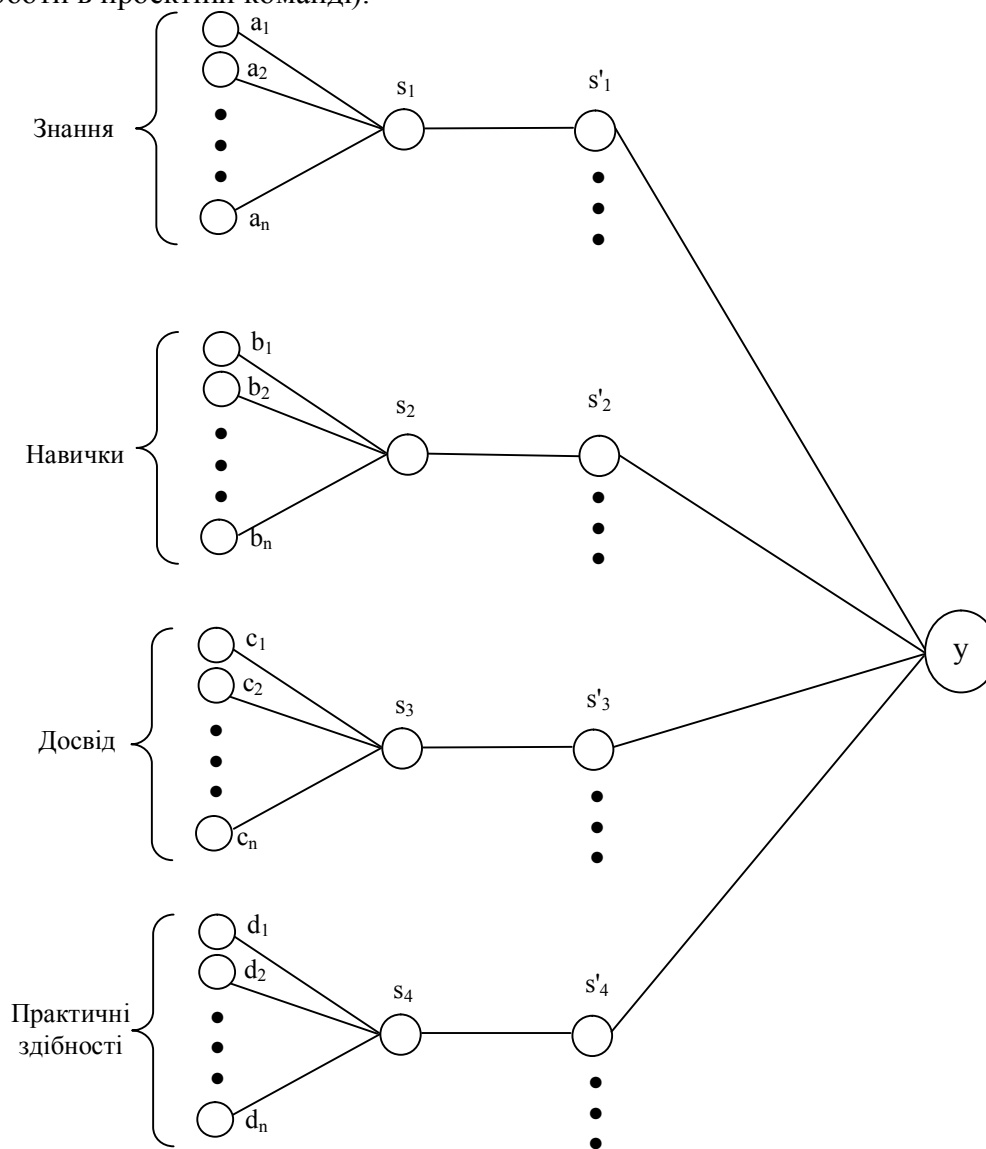 роботи в проектній команді).
a1
a2
s1
s'1
Знання
an
b1
b2
s2
s'2
Навички
bn
c1
c2
s3
s'3
y
Досвід
cn
d1
d2
s4
s'4
Практичні
здібності
dn